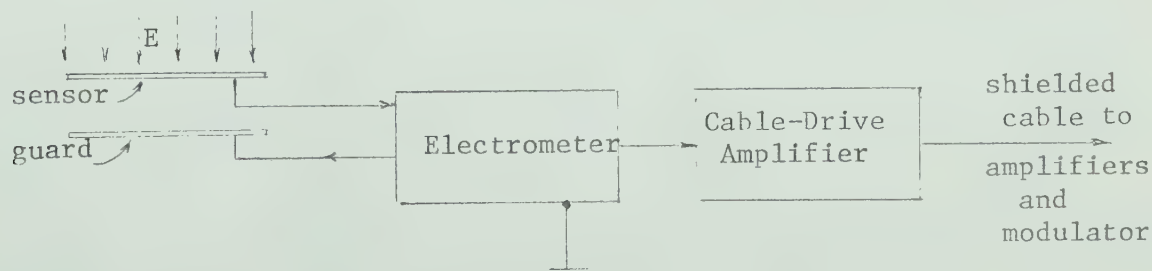 E
sensor
guard
Electrometer
Cable-Drive
Amplifier
shielded
cable to
amplifiers
and
modulator